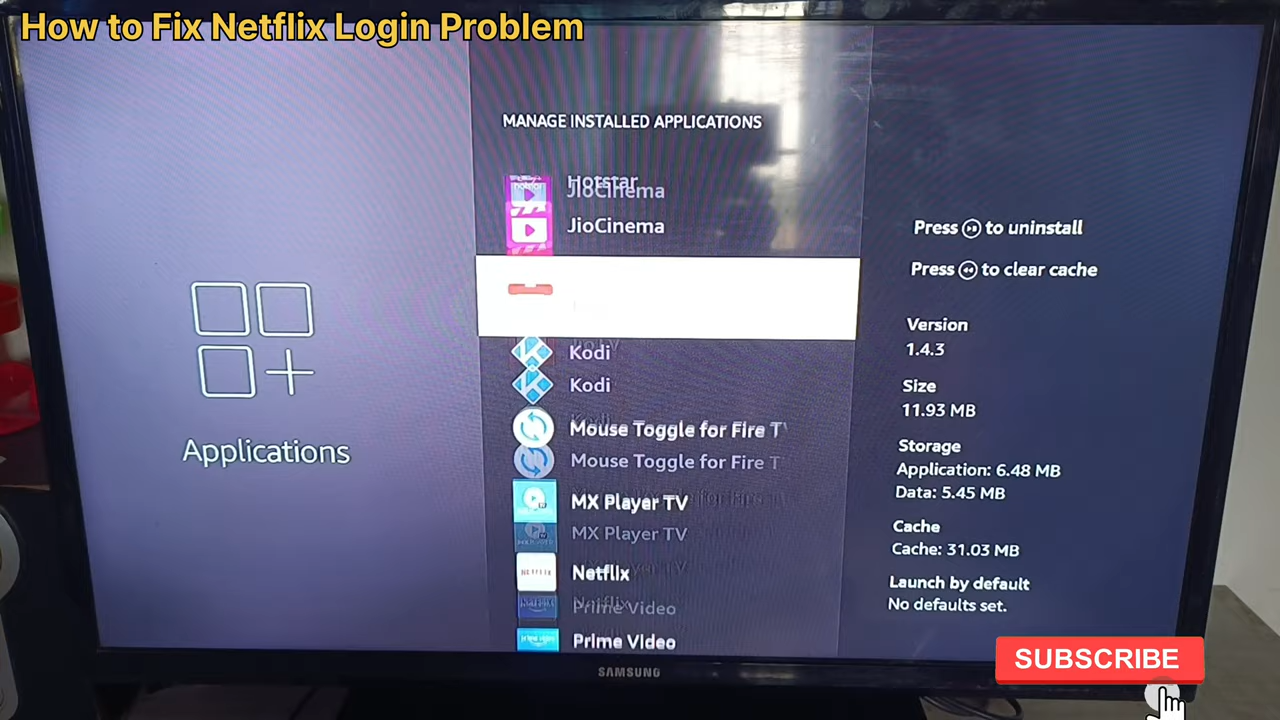 How to Fix Netflix Login Problem
MANAGE INSTALLED APPLICATIONS
Hotstar
JioCinema
JioCinema
Kodi
Kodi
Mouse Toggle for Fire T
Mouse Toggle for Fire T
MX Player TV
MX Player TV
Netflix
Prime Video
Prime Video
Applications
Press to uninstall
Press to clear cache
Version
1.4.3
Size
11.93 MB
Storage
Application: 6.48 MB
Data: 5.45 MB
Cache
Cache: 31.03 MB
Launch by default
No defaults set.
SUBSCRIBE
SAMSUNG